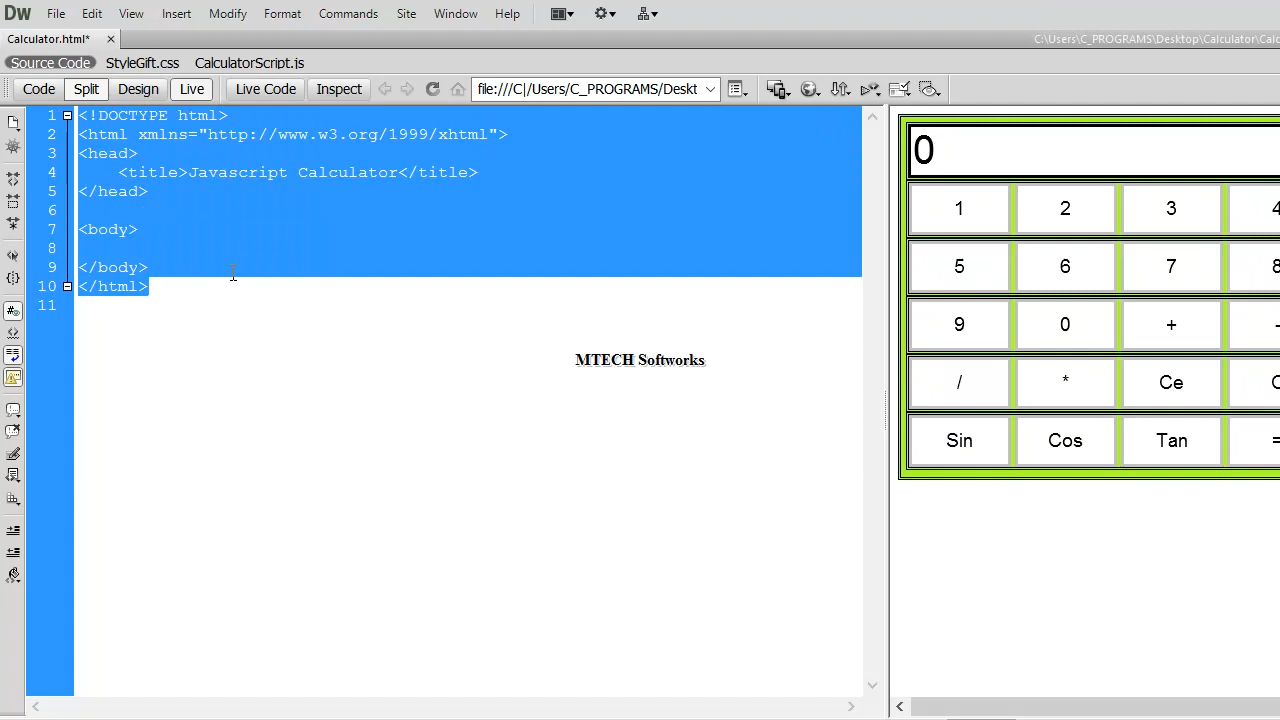 Dw File Edit View Insert Modify Format Commands Site Window Help
Calculator.html* × C:\Users\C_PROGRAMS\Desktop\Calculator\Calc
Source Code StyleGift.css CalculatorScript.js
Code Split Design Live Live Code Inspect file:///C|/Users/C_PROGRAMS/Deskt
1 <!DOCTYPE html>
2 <html xmlns="http://www.w3.org/1999/xhtml">
3 <head>
4 <title>Javascript Calculator</title>
5 </head>
6
7 <body>
8
9 </body>
10 </html>
11
MTECH Softworks
0
1 2 3 4
5 6 7 8
9 0 + -
/ * Ce C
Sin Cos Tan =